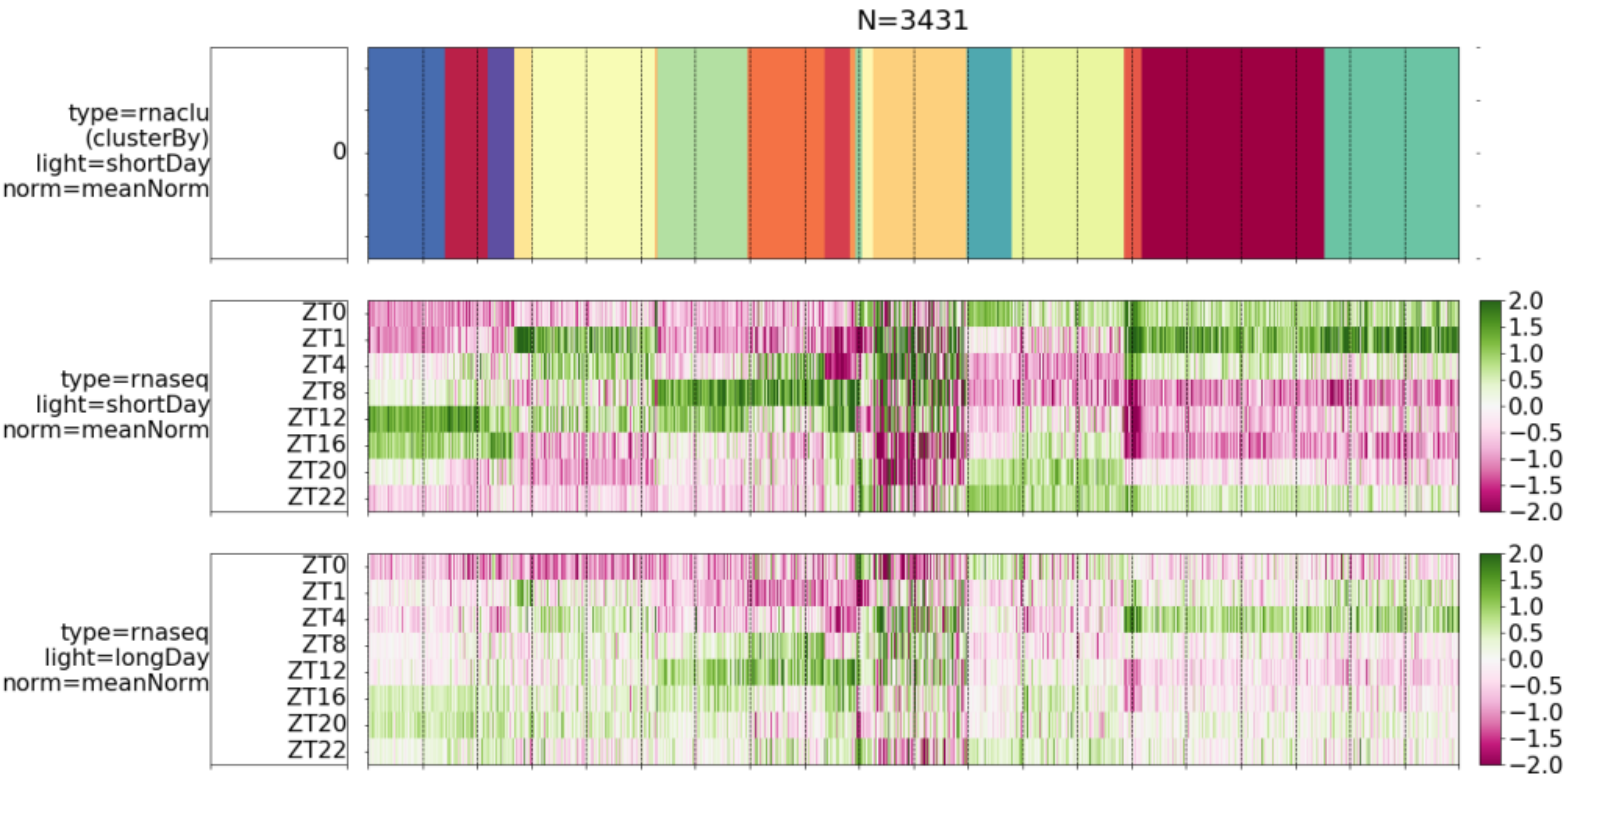 N=3431
type=rnaclu
(clusterBy)
light=shortDay
norm=meanNorm
0
type=rnaseq
light=shortDay
norm=meanNorm
ZT0
ZT1
ZT4
ZT8
ZT12
ZT16
ZT20
ZT22
2.0
1.5
1.0
0.5
0.0
−0.5
−1.0
−1.5
−2.0
type=rnaseq
light=longDay
norm=meanNorm
ZT0
ZT1
ZT4
ZT8
ZT12
ZT16
ZT20
ZT22
2.0
1.5
1.0
0.5
0.0
−0.5
−1.0
−1.5
−2.0